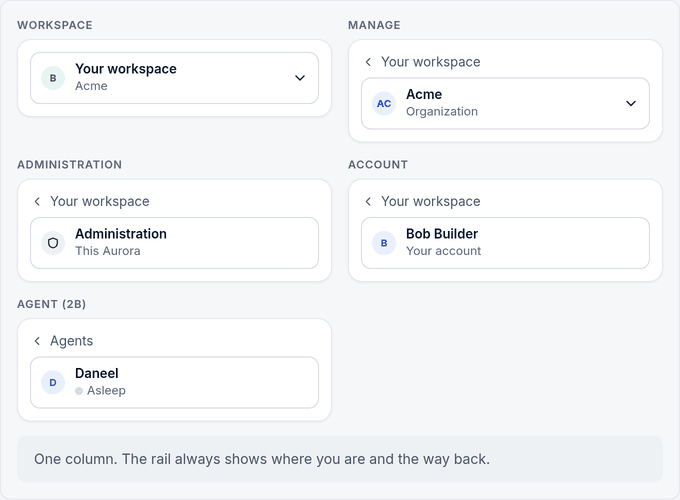 WORKSPACE
B
Your workspace
Acme
MANAGE
Your workspace
AC
Acme
Organization
ADMINISTRATION
Your workspace
Administration
This Aurora
ACCOUNT
Your workspace
B
Bob Builder
Your account
AGENT (2B)
Agents
D
Daneel
Asleep
One column. The rail always shows where you are and the way back.